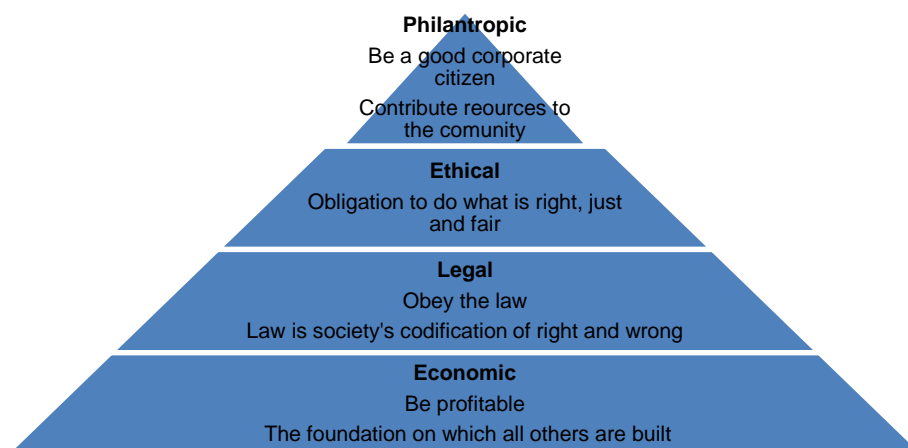 Philantropic
Be a good corporate
citizen
Contribute reources to
the comunity
Ethical
Obligation to do what is right, just
and fair
Legal
Obey the law
Law is society's codification of right and wrong
Economic
Be profitable
The foundation on which all others are built